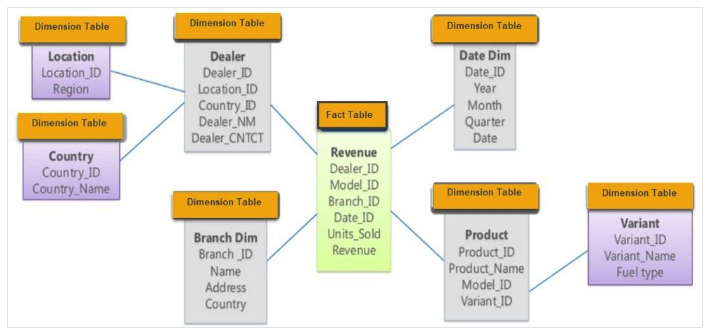 Dimension Table
Location
Location_ID
Region
Dimension Table
Country
Country_ID
Country_Name
Dimension Table
Dealer
Dealer_ID
Location_ID
Country_ID
Dealer_NM
Dealer_CNTCT
Dimension Table
Branch Dim
Branch _ID
Name
Address
Country
Fact Table
Revenue
Dealer_ID
Model_ID
Branch_ID
Date_ID
Units_Sold
Revenue
Dimension Table
Date Dim
Date_ID
Year
Month
Quarter
Date
Dimension Table
Product
Product_ID
Product_Name
Model_ID
Variant_ID
Dimension Table
Variant
Variant_ID
Variant_Name
Fuel type